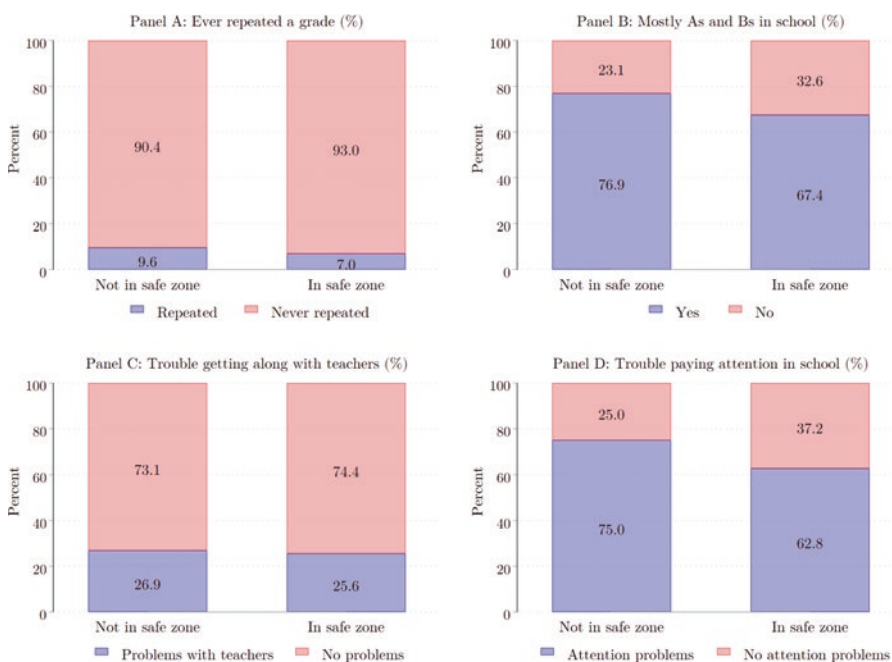 Panel A: Ever repeated a grade (%)
Percent
100
80
60
40
20
0
90.4
93.0
9.6
7.0
Not in safe zone In safe zone
Repeated Never repeated
Panel B: Mostly As and Bs in school (%)
Percent
100
80
60
40
20
0
23.1
32.6
76.9
67.4
Not in safe zone In safe zone
Yes No
Panel C: Trouble getting along with teachers (%)
Percent
100
80
60
40
20
0
73.1
74.4
26.9
25.6
Not in safe zone In safe zone
Problems with teachers No problems
Panel D: Trouble paying attention in school (%)
Percent
100
80
60
40
20
0
25.0
37.2
75.0
62.8
Not in safe zone In safe zone
Attention problems No attention problems